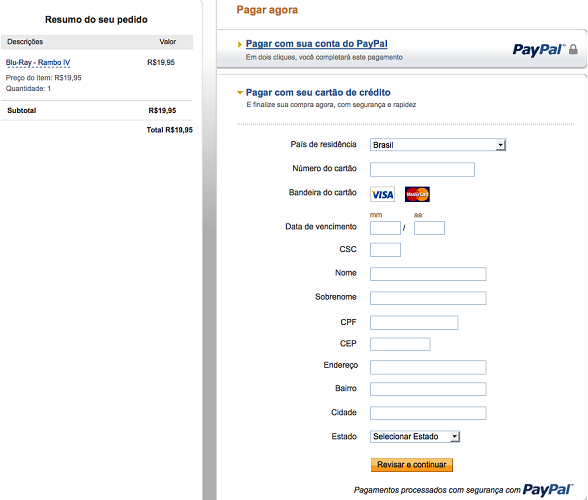 Resumo do seu pedido
Descrições Valor
Blu-Ray - Rambo IV R$19,95
Preço do item: R$19,95
Quantidade: 1
Subtotal R$19,95
Total R$19,95
Pagar agora
Pagar com sua conta do PayPal
Em dois cliques, você completará este pagamento
PayPal
Pagar com seu cartão de crédito
E finalize sua compra agora, com segurança e rapidez
País de residência Brasil
Número do cartão
Bandeira do cartão VISA MasterCard
mm aa
Data de vencimento /
CSC
Nome
Sobrenome
CPF
CEP
Endereço
Bairro
Cidade
Estado Selecionar Estado
Revisar e continuar
Pagamentos processados com segurança com PayPal